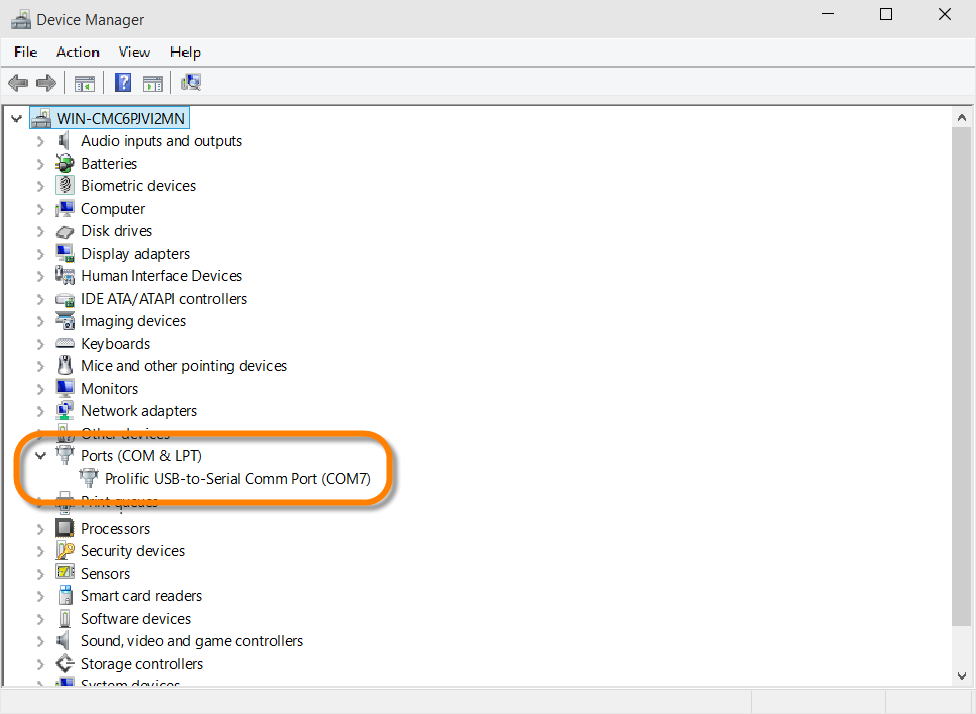 Device Manager
File Action View Help
WIN-CMC6PJVI2MN
Audio inputs and outputs
Batteries
Biometric devices
Computer
Disk drives
Display adapters
Human Interface Devices
IDE ATA/ATAPI controllers
Imaging devices
Keyboards
Mice and other pointing devices
Monitors
Network adapters
Other devices
Ports (COM & LPT)
Prolific USB-to-Serial Comm Port (COM7)
Print queues
Processors
Security devices
Sensors
Smart card readers
Software devices
Sound, video and game controllers
Storage controllers
System devices